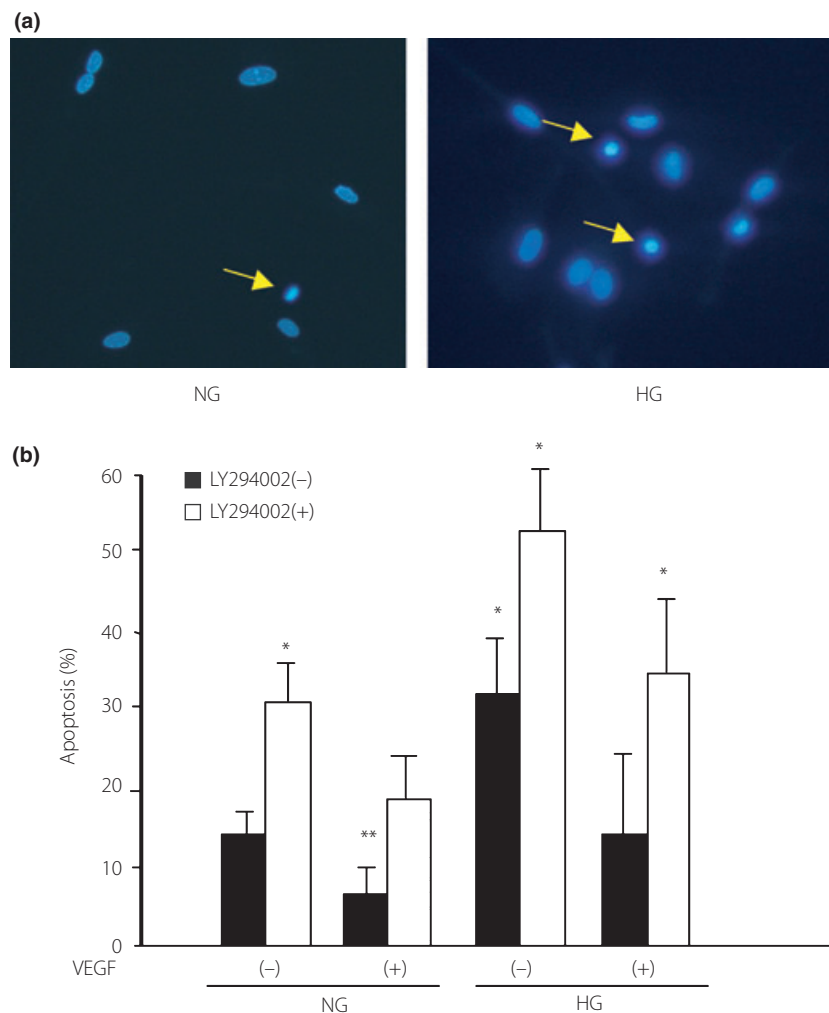 (a)
NG HG
(b)
60
50
40
30
20
10
0
Apoptosis (%)
LY294002(–)
LY294002(+)
*
**
*
*
*
VEGF (–) (+) (–) (+)
NG HG